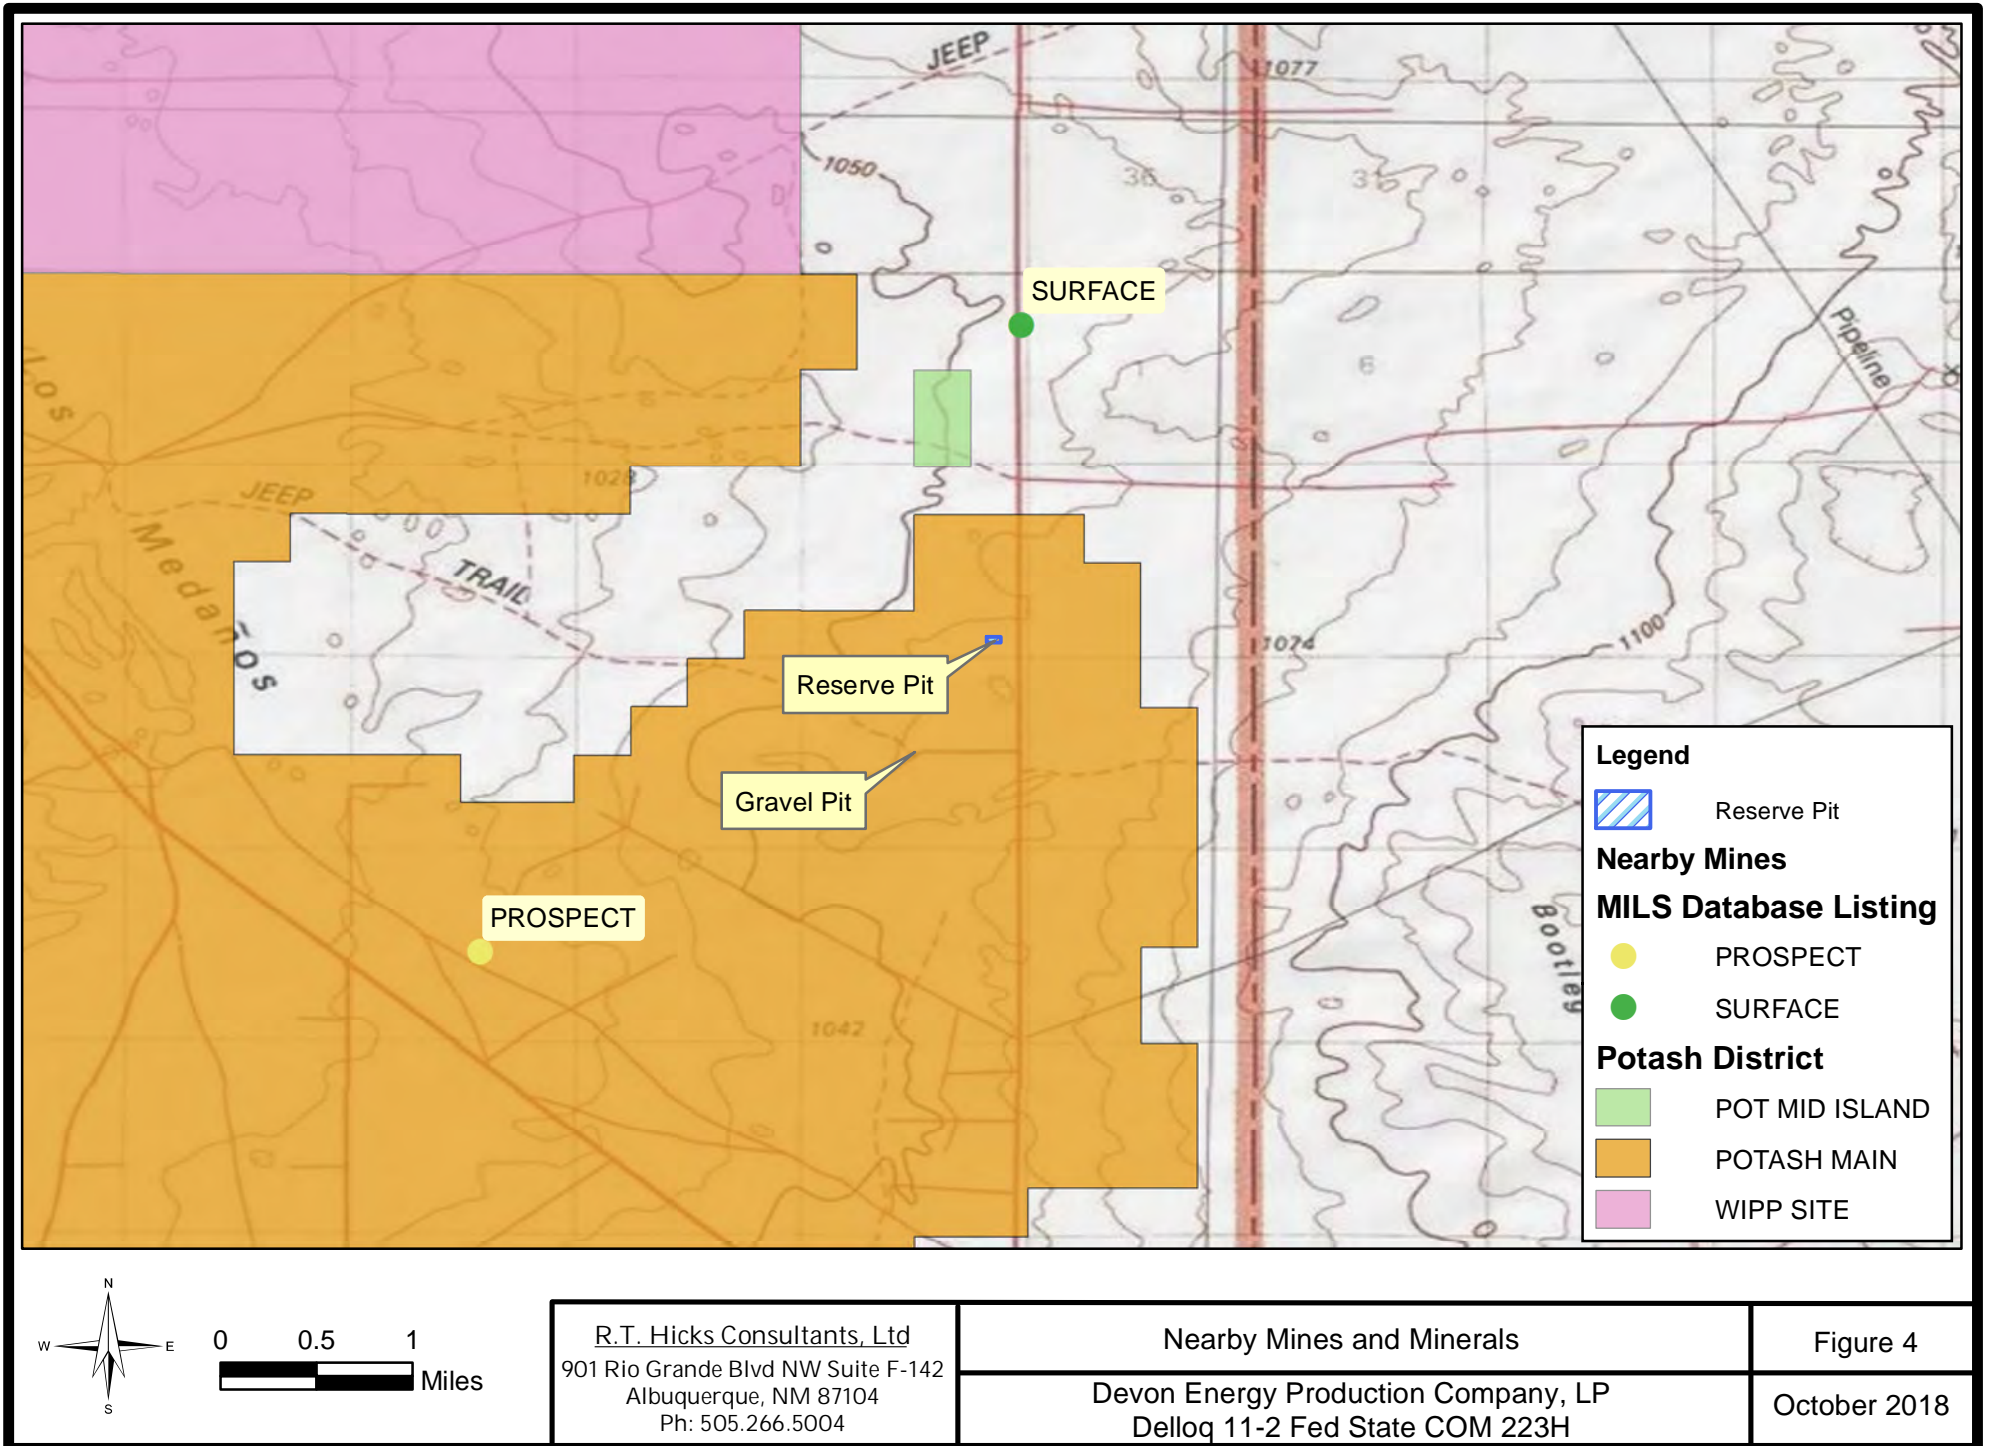 JEEP
1077
1050
36
31
SURFACE
Pipeline
6
los
1028
JEEP
Medaños
TRAIL
1074
1100
Reserve Pit
Gravel Pit
PROSPECT
1042
Bootleg
Legend
Reserve Pit
Nearby Mines
MILS Database Listing
PROSPECT
SURFACE
Potash District
POT MID ISLAND
POTASH MAIN
WIPP SITE
N
W
E
S
0 0.5 1
Miles
R.T. Hicks Consultants, Ltd
901 Rio Grande Blvd NW Suite F-142
Albuquerque, NM 87104
Ph: 505.266.5004
Nearby Mines and Minerals
Devon Energy Production Company, LP
Delloq 11-2 Fed State COM 223H
Figure 4
October 2018